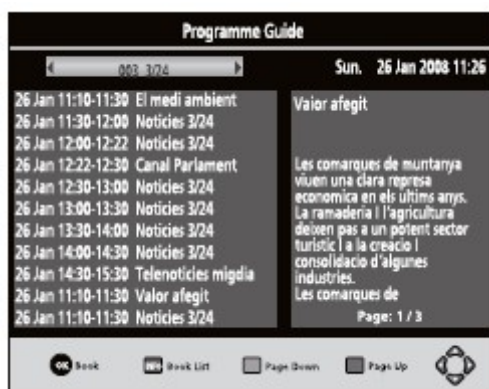 Programme Guide
003 3/24
Sun. 26 Jan 2008 11:26
26 Jan 11:10-11:30 El medi ambient
26 Jan 11:30-12:00 Noticies 3/24
26 Jan 12:00-12:22 Noticies 3/24
26 Jan 12:22-12:30 Canal Parlament
26 Jan 12:30-13:00 Noticies 3/24
26 Jan 13:00-13:30 Noticies 3/24
26 Jan 13:30-14:00 Noticies 3/24
26 Jan 14:00-14:30 Noticies 3/24
26 Jan 14:30-15:30 Telenoticies migdia
26 Jan 11:10-11:30 Valor afegit
26 Jan 11:10-11:30 Noticies 3/24
Vaior afegit
Les comarques de muntanya
viuen una clara represa
economica en els ultims anys.
La ramaderia l l'agricultura
deixen pas a un potent sector
turistic l a la creacio l
consolidacio d'algunes
industries.
Les comarques de
Page: 1 / 3
OK Book
Book List
Page Down
Page Up